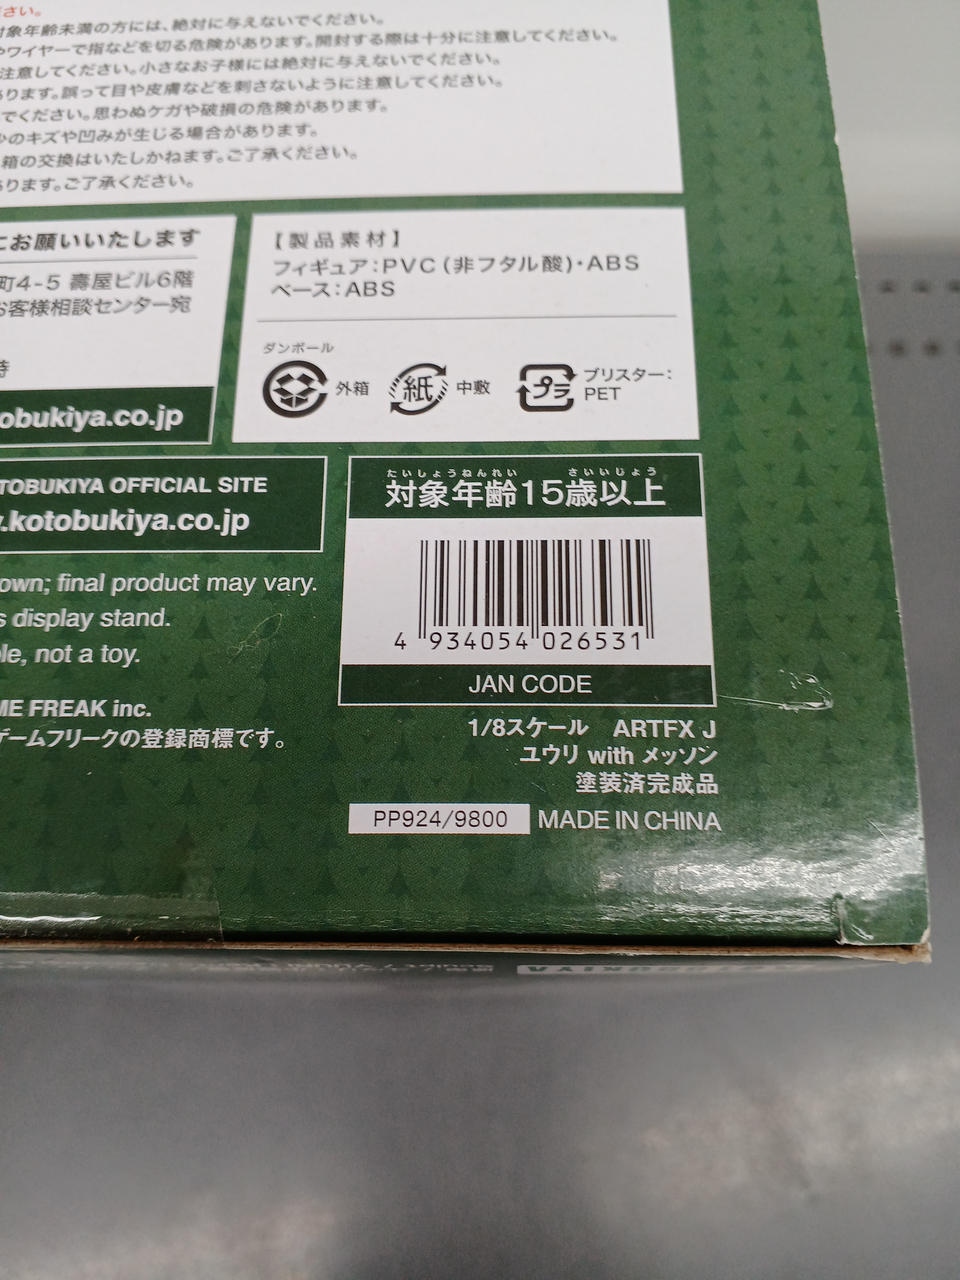 ださい。
対象年齢未満の方には、絶対に与えないでください。
やワイヤーで指などを切る危険があります。開封する際は十分に注意してください。
注意してください。小さなお子様には絶対に与えないでください。
あります。誤って目や皮膚などを刺さないように注意してください。
でください。思わぬケガや破損の危険があります。
少のキズや凹みが生じる場合があります。
箱の交換はいたしかねます。ご了承ください。
あります。ご了承ください。
にお願いいたします
町4-5 壽屋ビル6階
お客様相談センター宛
時
obukiya.co.jp
【製品素材】
フィギュア:PVC(非フタル酸)・ABS
ベース:ABS
ダンボール
外箱
紙
中敷
プラ
ブリスター:
PET
TOBUKIYA OFFICIAL SITE
.kotobukiya.co.jp
own; final product may vary.
s display stand.
le, not a toy.
ME FREAK inc.
ゲームフリークの登録商標です。
たいしょうねんれい さいいじょう
対象年齢15歳以上
4 934054 026531
JAN CODE
1/8スケール ARTFX J
ユウリ with メッソン
塗装済完成品
PP924/9800 MADE IN CHINA